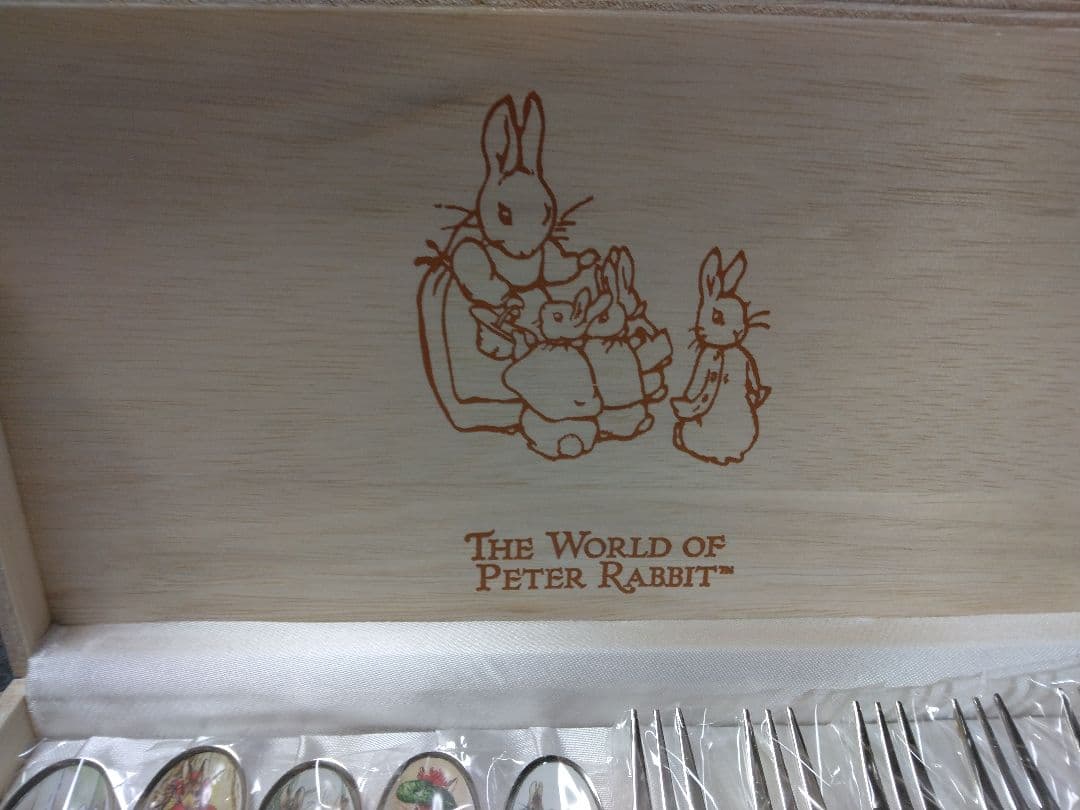 THE WORLD OF
PETER RABBIT™